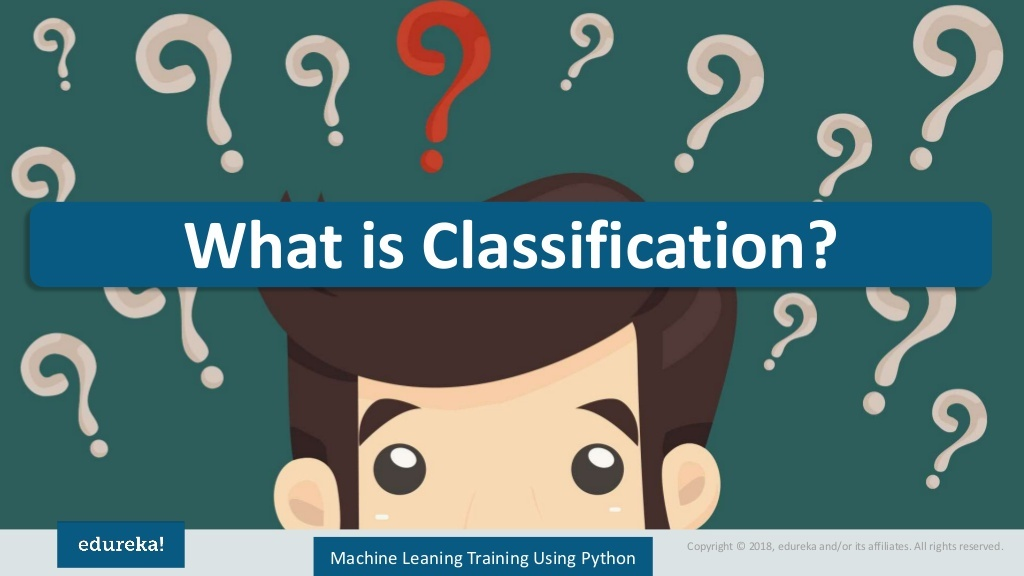 What is Classification?
edureka!
Machine Leaning Training Using Python
Copyright © 2018, edureka and/or its affiliates. All rights reserved.